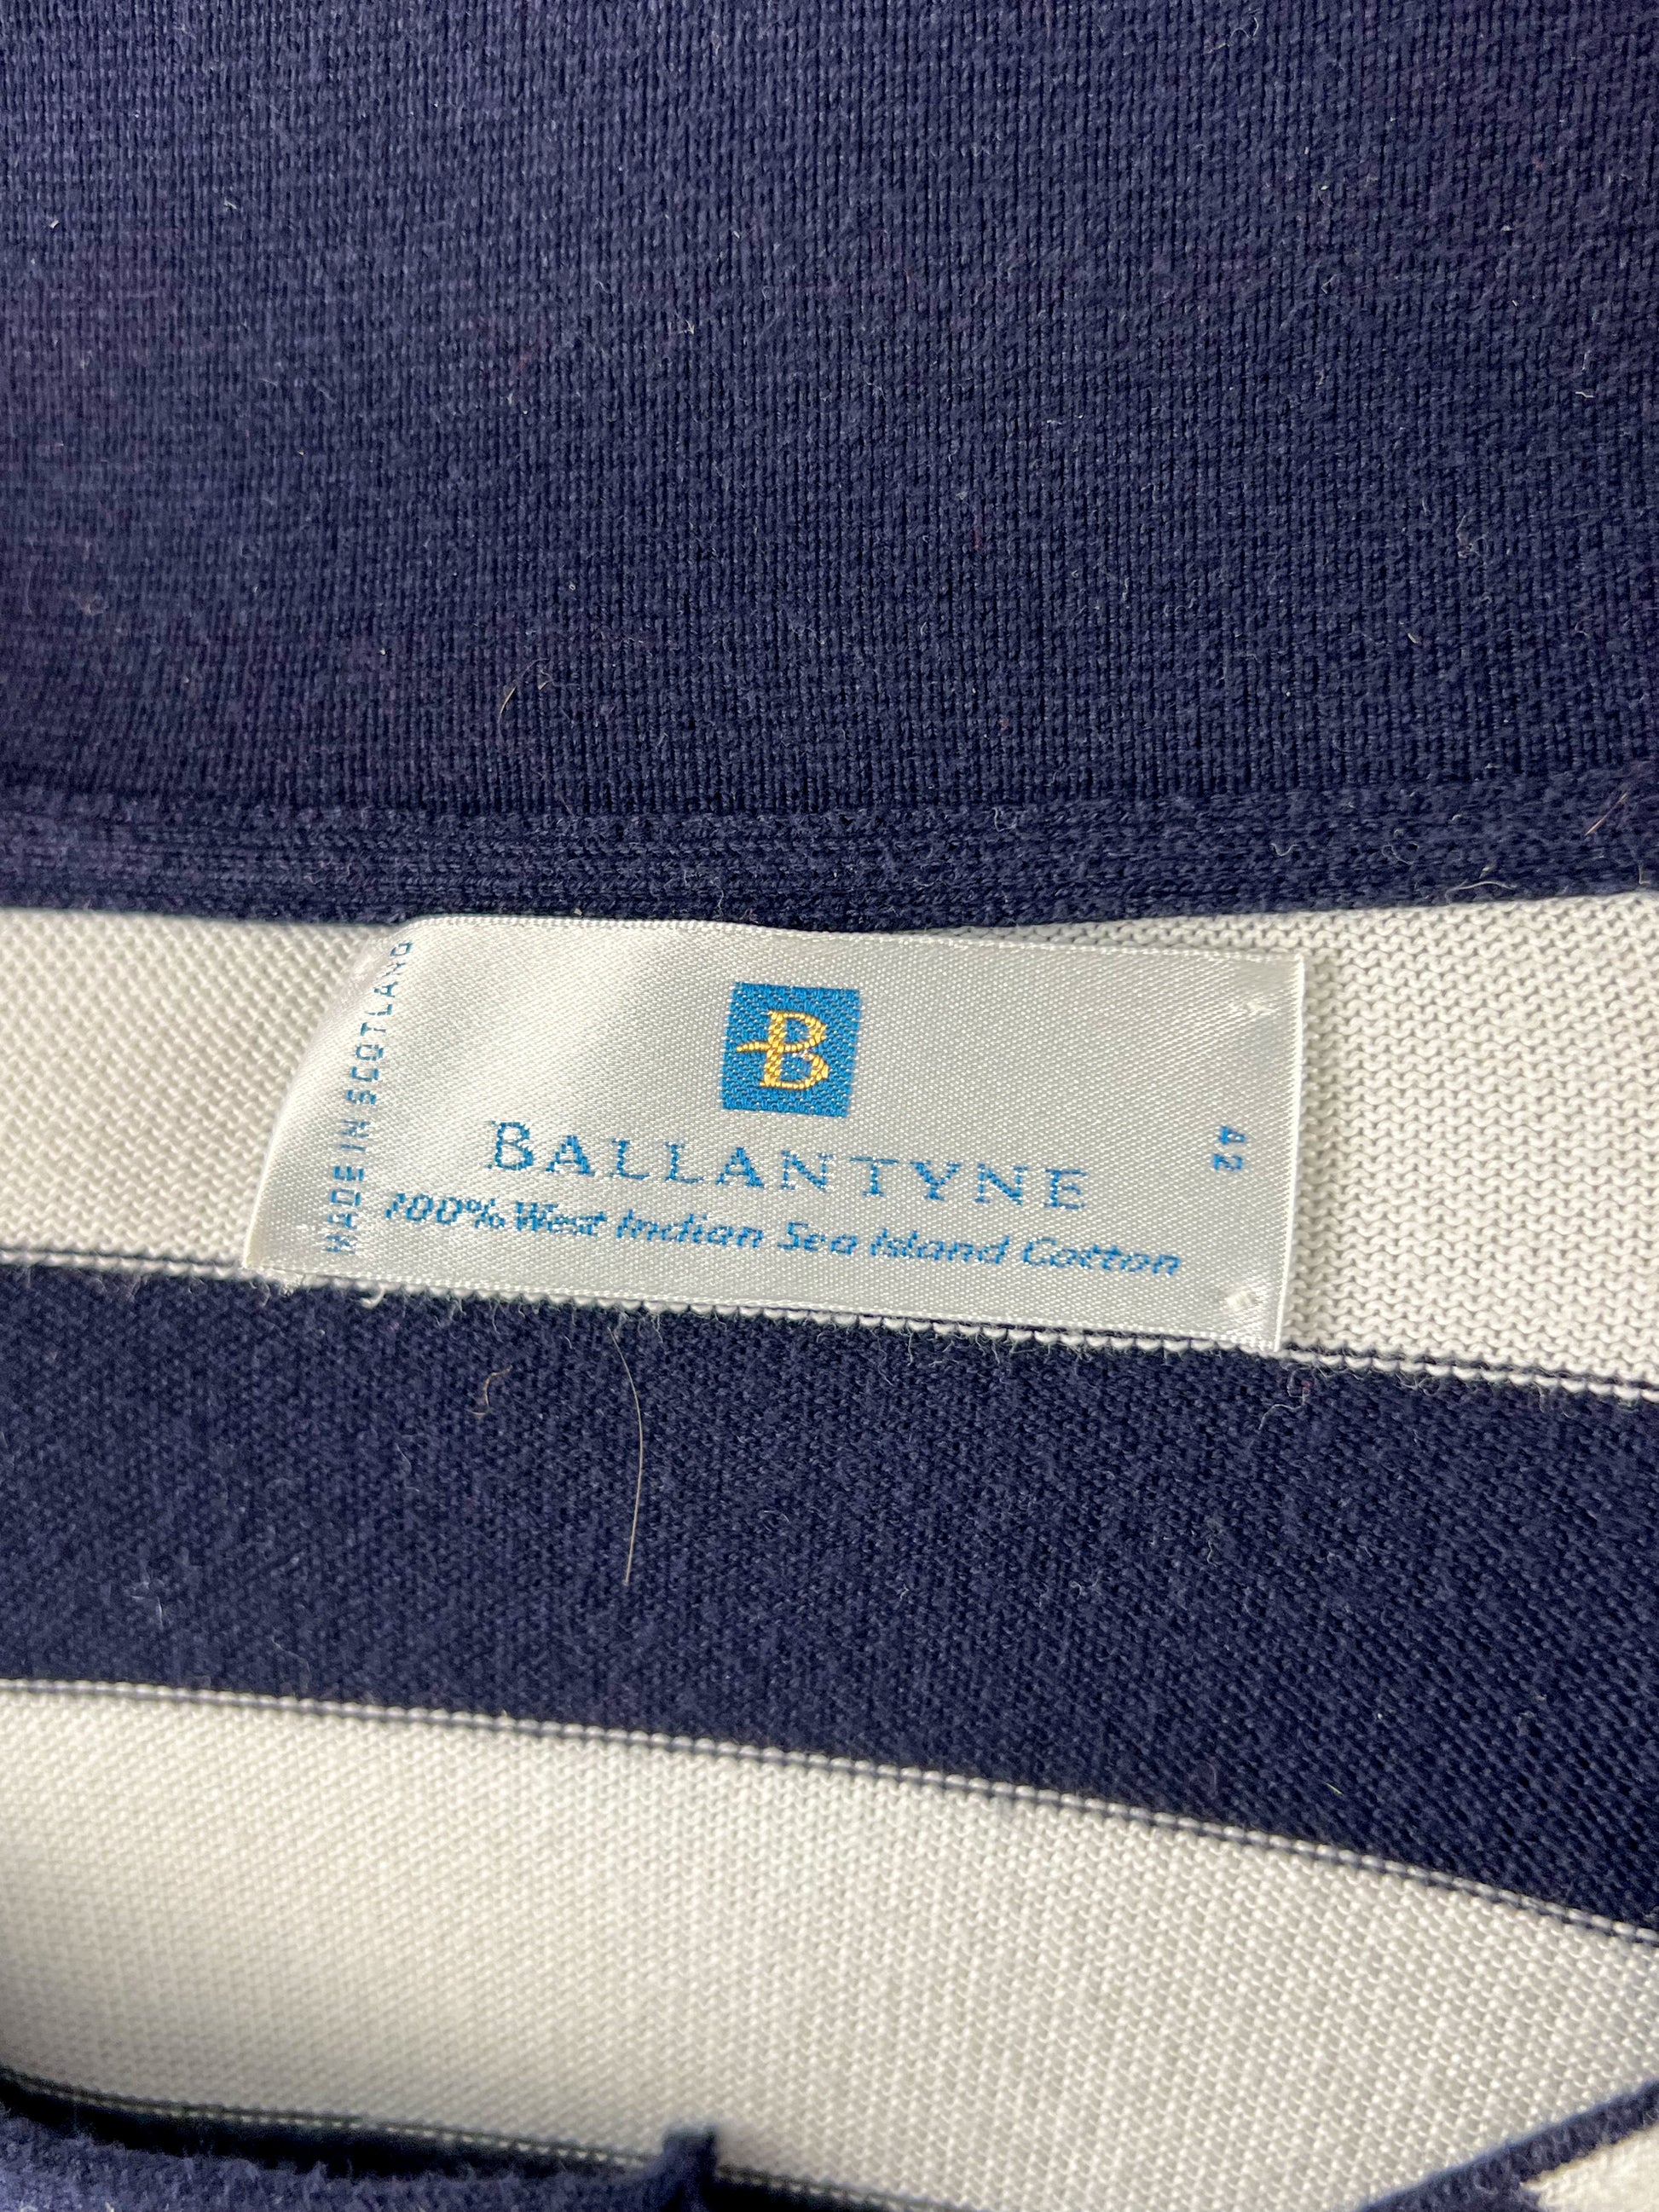 B
BALLANTYNE
100% West Indian Sea Island Cotton
MADE IN SCOTLAND
42